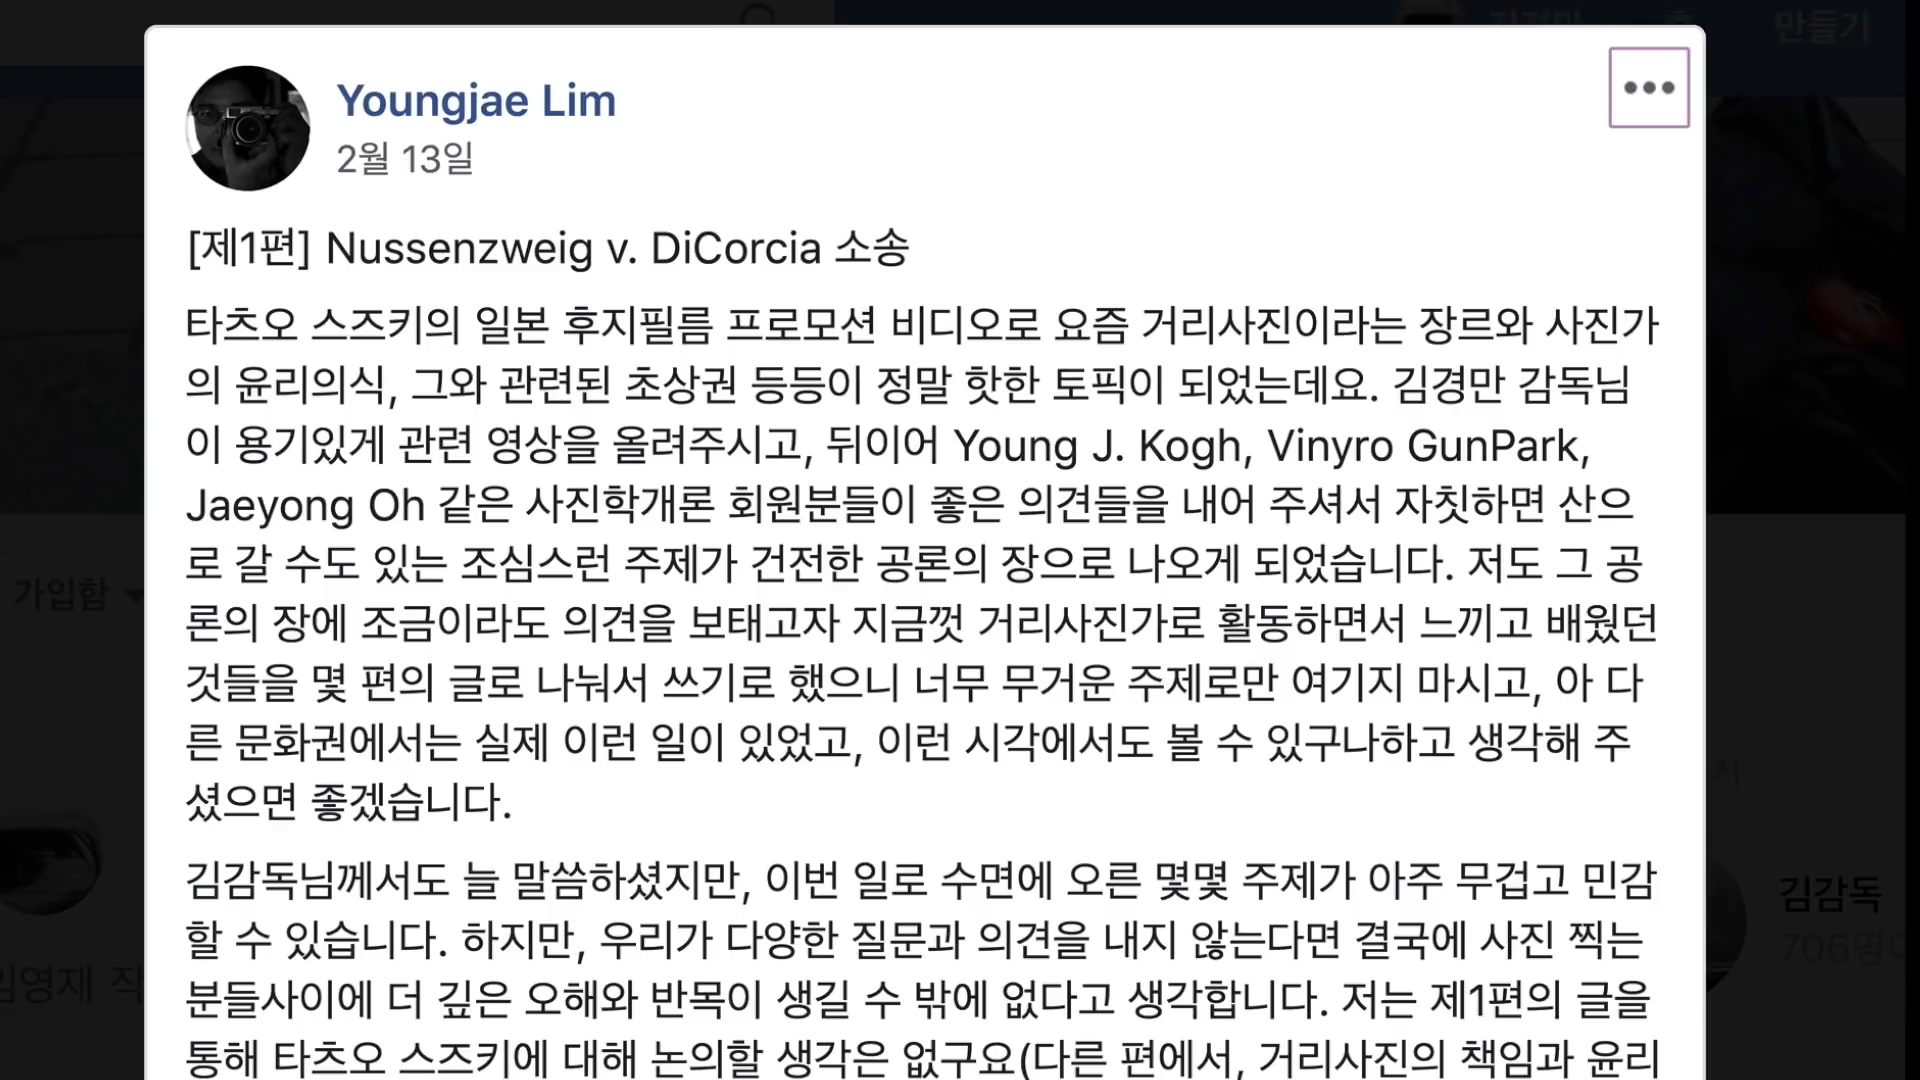 만들기
Youngjae Lim
2월 13일
[제1편] Nussenzweig v. DiCorcia 소송
타츠오 스즈키의 일본 후지필름 프로모션 비디오로 요즘 거리사진이라는 장르와 사진가
의 윤리의식, 그와 관련된 초상권 등등이 정말 핫한 토픽이 되었는데요. 김경만 감독님
이 용기있게 관련 영상을 올려주시고, 뒤이어 Young J. Kogh, Vinyro GunPark,
Jaeyong Oh 같은 사진학개론 회원분들이 좋은 의견들을 내어 주셔서 자칫하면 산으
로 갈 수도 있는 조심스런 주제가 건전한 공론의 장으로 나오게 되었습니다. 저도 그 공
론의 장에 조금이라도 의견을 보태고자 지금껏 거리사진가로 활동하면서 느끼고 배웠던
것들을 몇 편의 글로 나눠서 쓰기로 했으니 너무 무거운 주제로만 여기지 마시고, 아 다
른 문화권에서는 실제 이런 일이 있었고, 이런 시각에서도 볼 수 있구나하고 생각해 주
셨으면 좋겠습니다.
김감독님께서도 늘 말씀하셨지만, 이번 일로 수면에 오른 몇몇 주제가 아주 무겁고 민감
할 수 있습니다. 하지만, 우리가 다양한 질문과 의견을 내지 않는다면 결국에 사진 찍는
분들사이에 더 깊은 오해와 반목이 생길 수 밖에 없다고 생각합니다. 저는 제1편의 글을
통해 타츠오 스즈키에 대해 논의할 생각은 없구요(다른 편에서, 거리사진의 책임과 윤리
가입함
임영재 작
김감독
706명